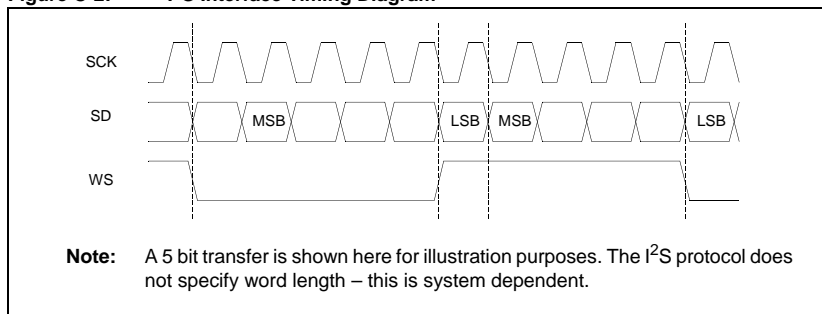 SCK
SD MSB LSB MSB LSB
WS
Note: A 5 bit transfer is shown here for illustration purposes. The I²S protocol does
not specify word length – this is system dependent.